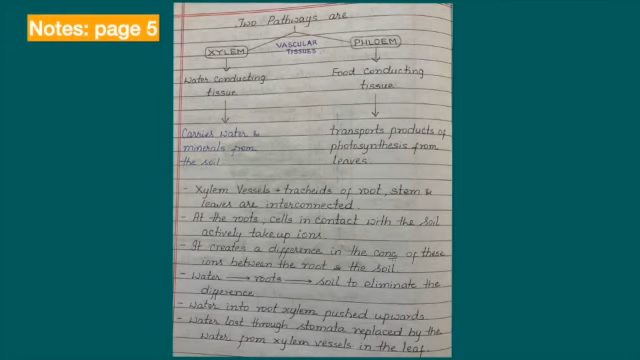 Notes: page 5
Two Pathways are
XYLEM
VASCULAR
TISSUES
PHLOEM
Water conducting
tissue
Food conducting
tissue
Carries water &
minerals from
the soil
transports products of
photosynthesis from
leaves.
- Xylem Vessels + tracheids of root, stem &
leaves are interconnected.
- At the roots, cells in contact with the soil
actively take up ions.
- It creates a difference in the conc of these
ions between the root & the soil.
- Water → roots → soil to eliminate the
difference
- Water into root xylem pushed upwards.
- Water lost through stomata replaced by the
water from xylem vessels in the leaf